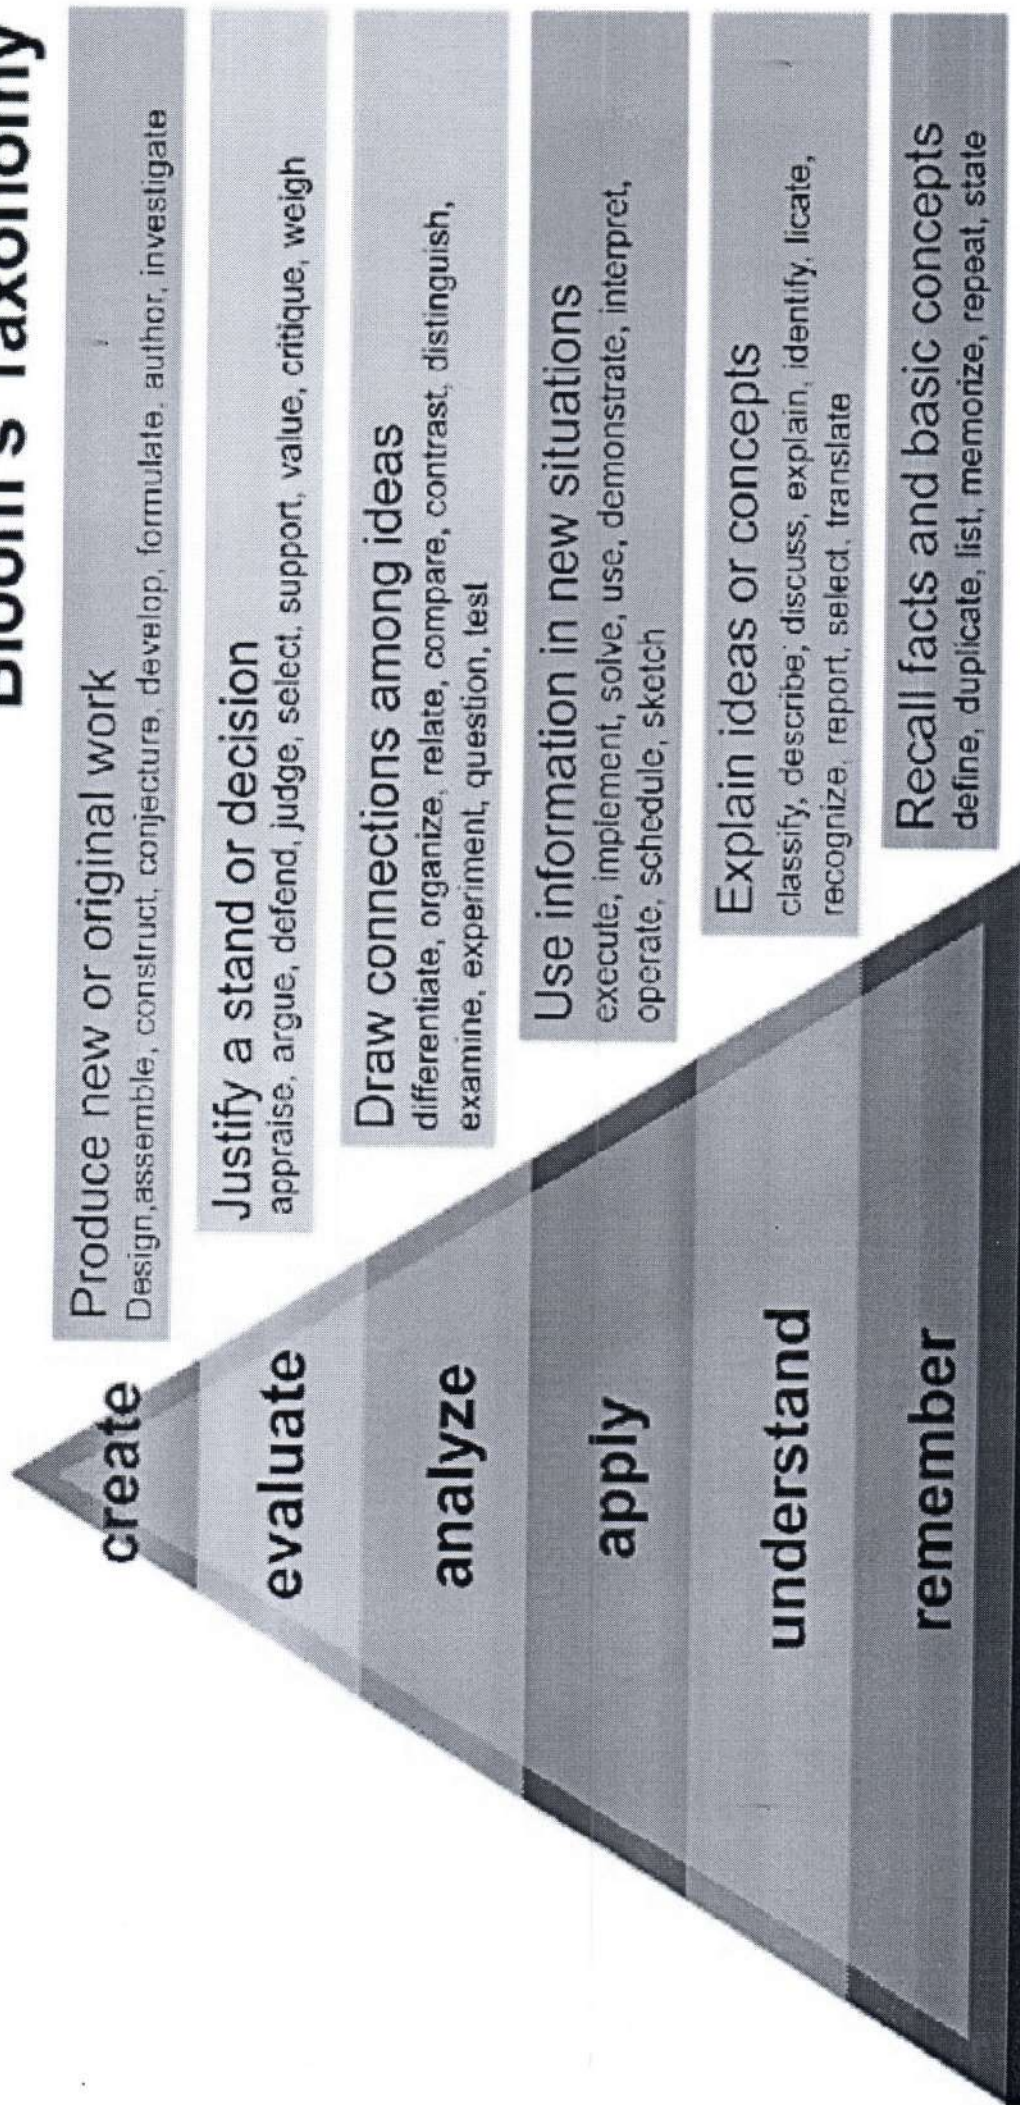 Bloom's Taxonomy
create
Produce new or original work
Design,assemble, construct, conjecture, develop, formulate, author, investigate
evaluate
Justify a stand or decision
appraise, argue, defend, judge, select, support, value, critique, weigh
analyze
Draw connections among ideas
differentiate, organize, relate, compare, contrast, distinguish,
examine, experiment, question, test
apply
Use information in new situations
execute, implement, solve, use, demonstrate, interpret,
operate, schedule, sketch
understand
Explain ideas or concepts
classify, describe, discuss, explain, identify, licate,
recognize, report, select, translate
remember
Recall facts and basic concepts
define, duplicate, list, memorize, repeat, state